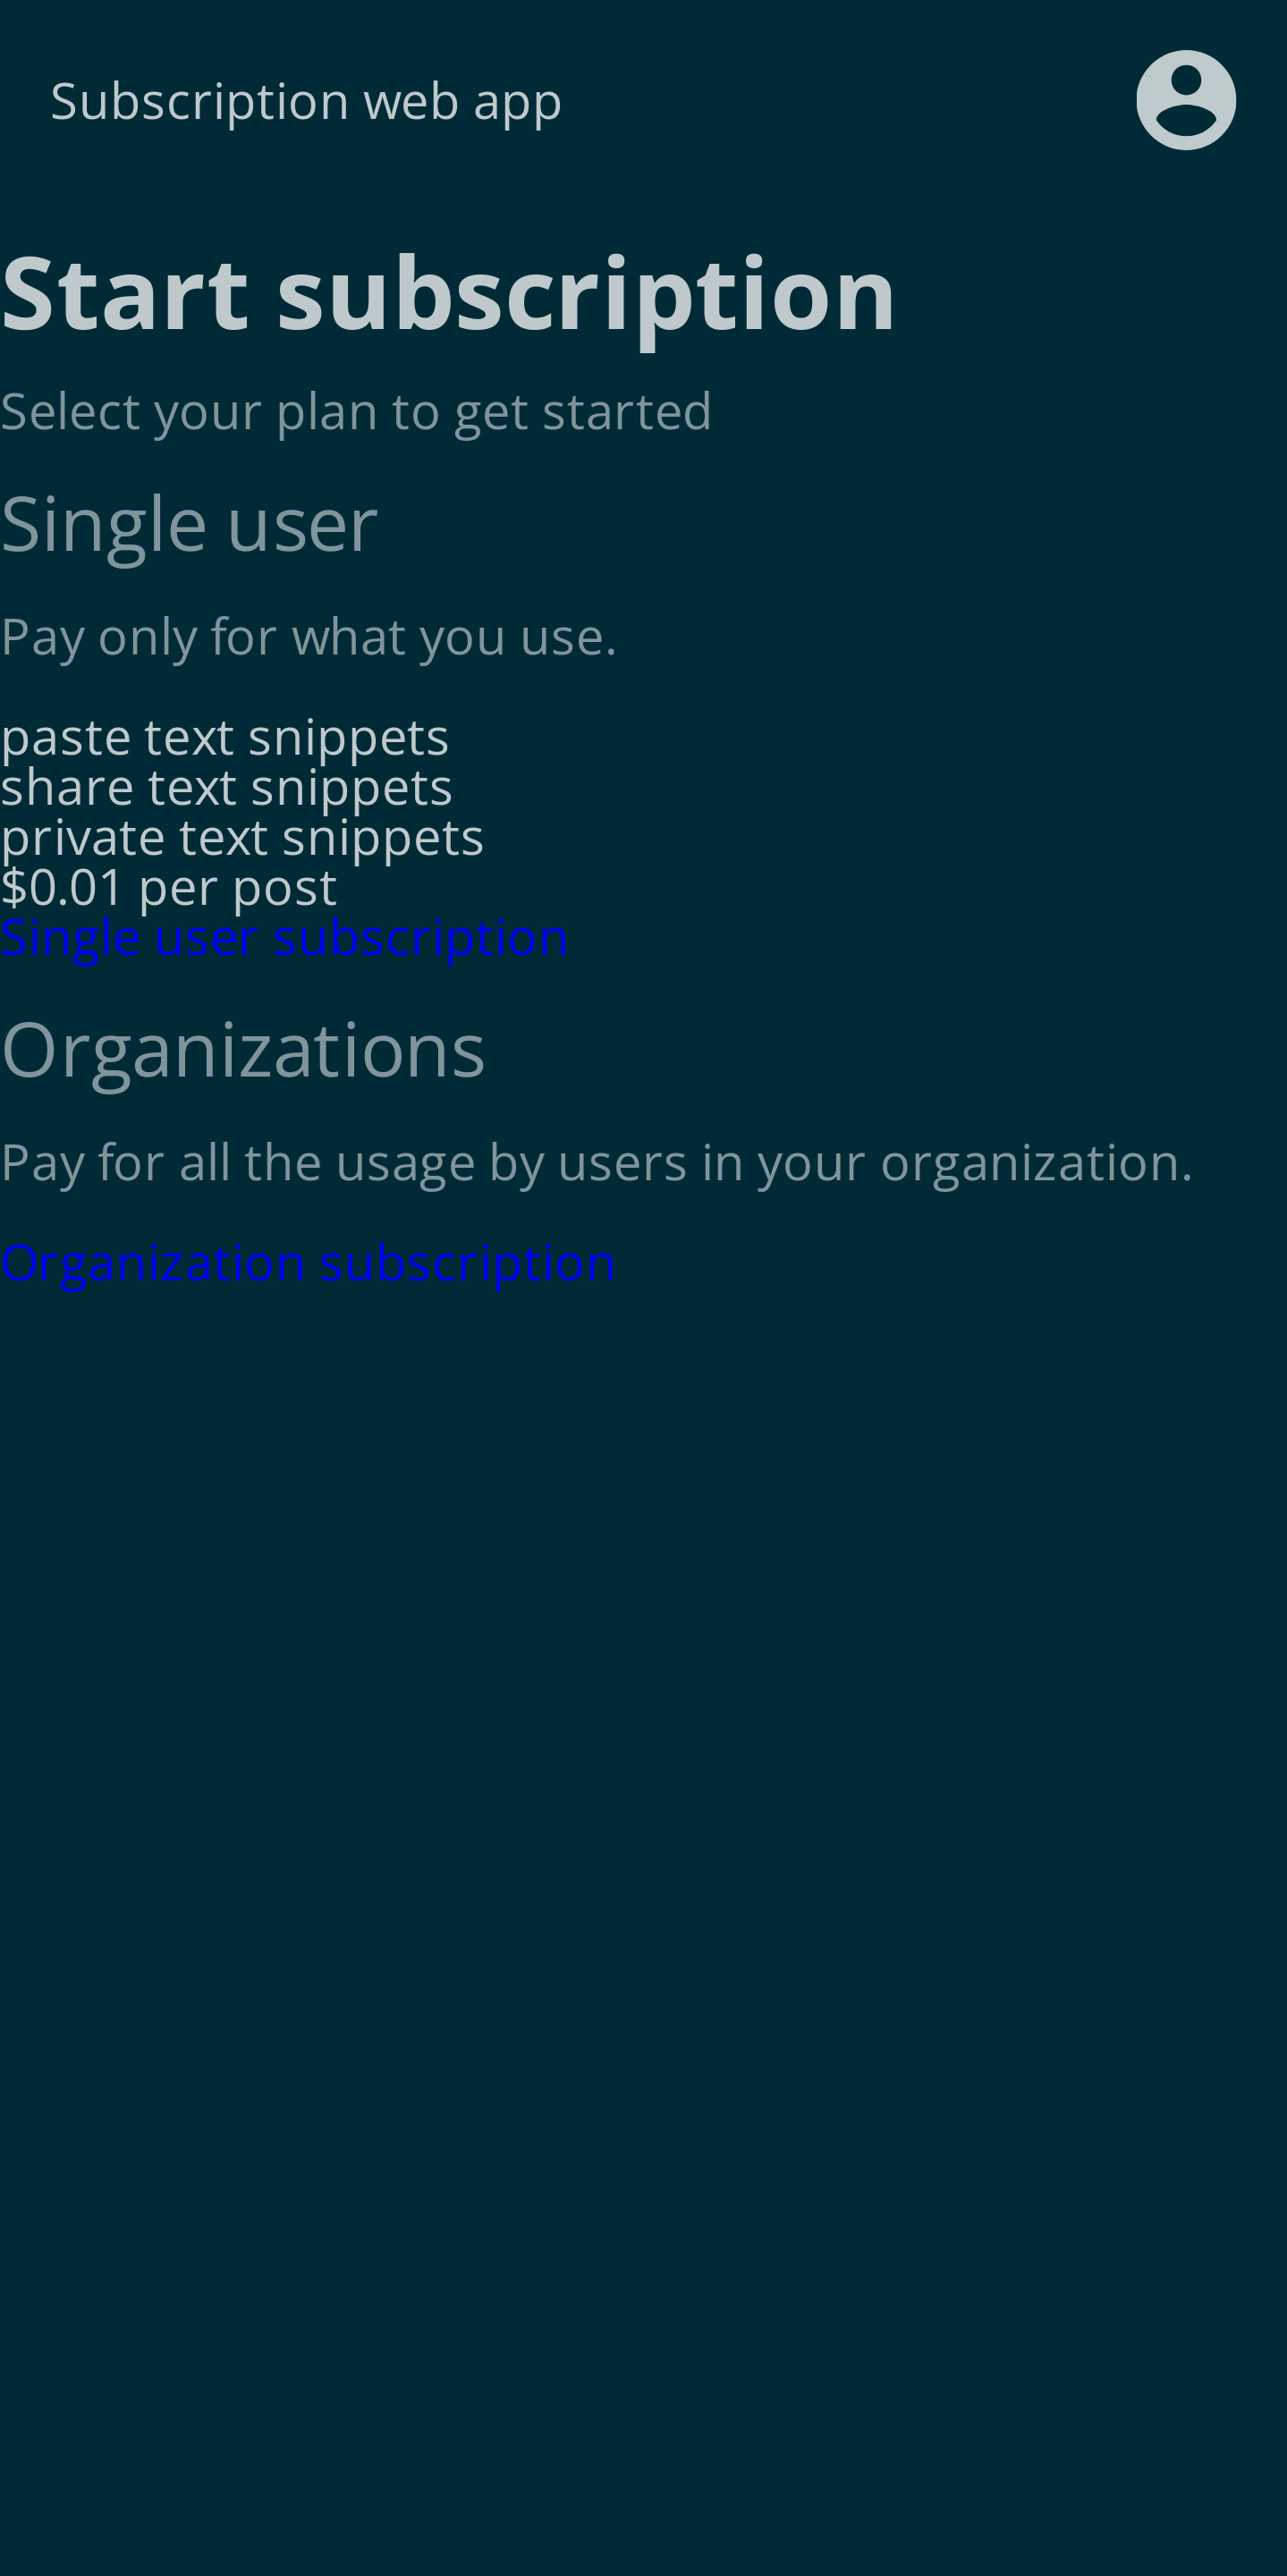 Subscription web app
Start subscription
Select your plan to get started
Single user
Pay only for what you use.
paste text snippets
share text snippets
private text snippets
$0.01 per post
Single user subscription
Organizations
Pay for all the usage by users in your organization.
Organization subscription